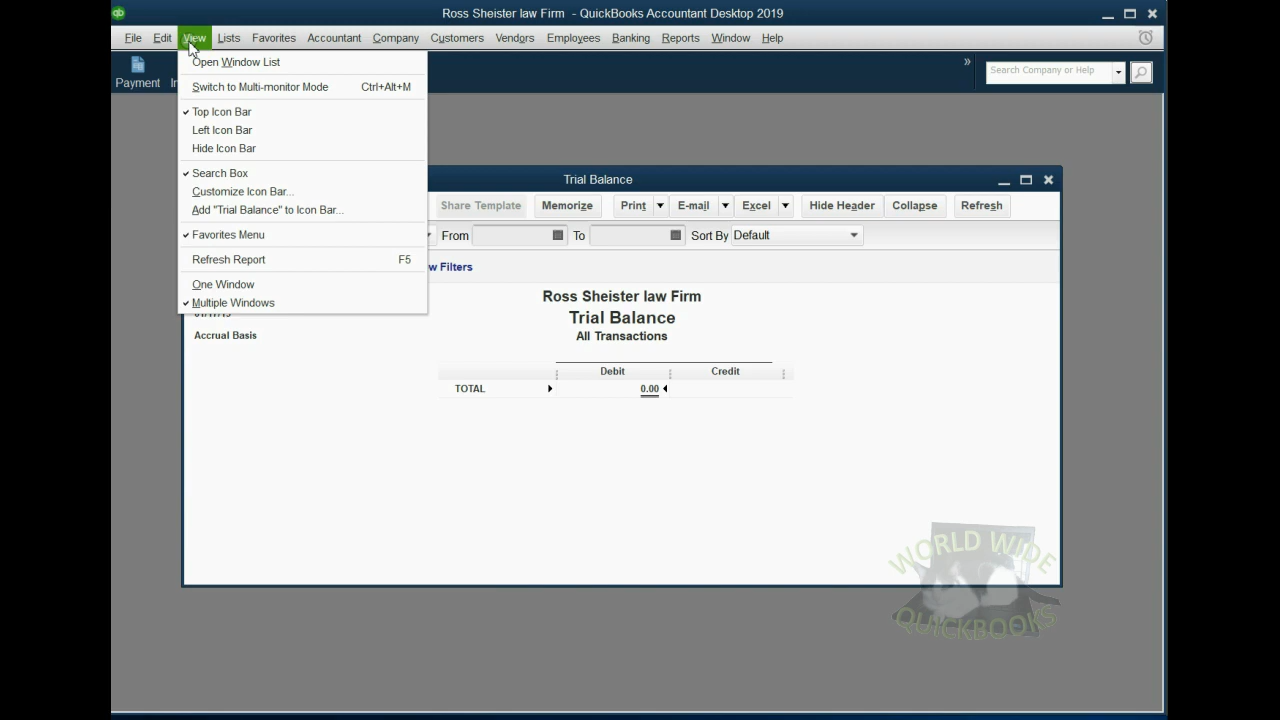 Ross Sheister law Firm - QuickBooks Accountant Desktop 2019
File Edit View Lists Favorites Accountant Company Customers Vendors Employees Banking Reports Window Help
Payment
Search Company or Help
Open Window List
Switch to Multi-monitor Mode Ctrl+Alt+M
Top Icon Bar
Left Icon Bar
Hide Icon Bar
Search Box
Customize Icon Bar...
Add "Trial Balance" to Icon Bar...
Favorites Menu
Refresh Report F5
One Window
Multiple Windows
Trial Balance
Share Template Memorize Print E-mail Excel Hide Header Collapse Refresh
From To Sort By Default
Filters
Accrual Basis
Ross Sheister law Firm
Trial Balance
All Transactions
Debit Credit
TOTAL 0.00
WORLD WIDE
QUICKBOOKS